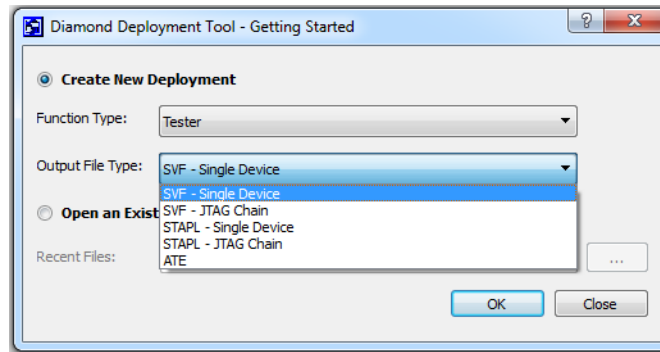 Diamond Deployment Tool - Getting Started
Create New Deployment
Function Type: Tester
Output File Type: SVF - Single Device
SVF - Single Device
SVF - JTAG Chain
Open an Exist
STAPL - Single Device
STAPL - JTAG Chain
Recent Files:
ATE
...
OK Close